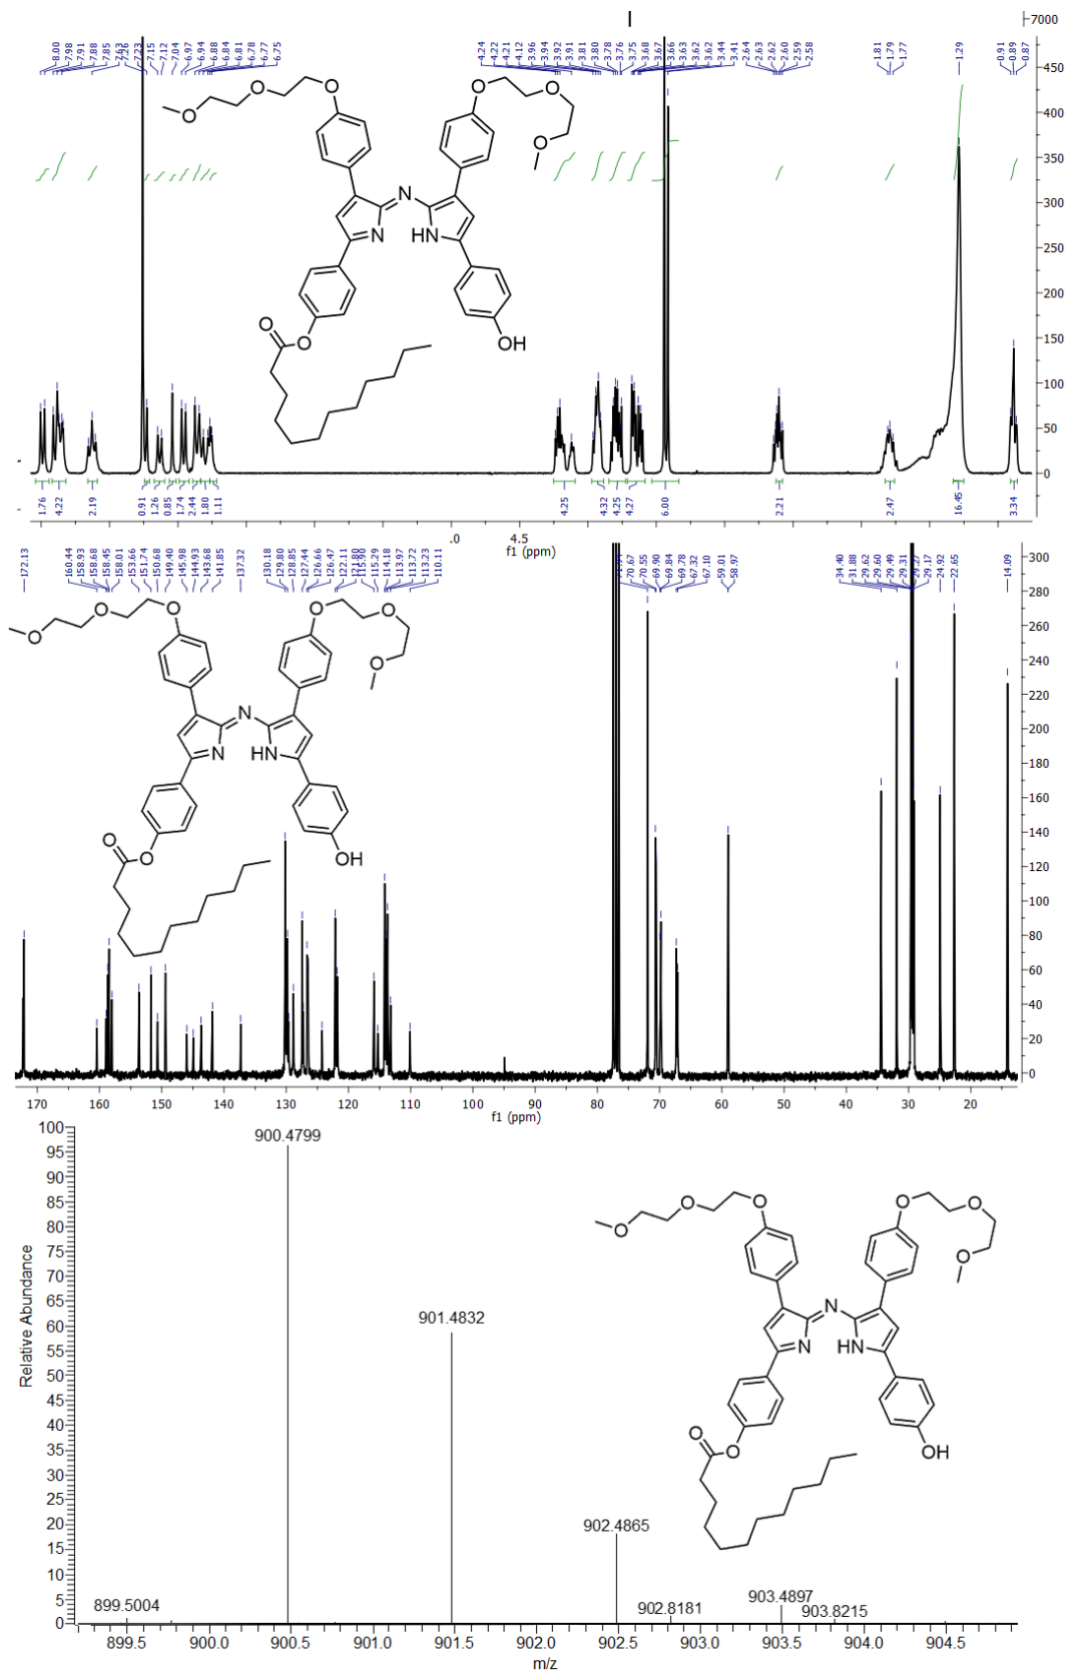 7000
8.00 7.98 7.91 7.88 7.85 7.63 7.26 7.23 7.15 7.12 7.04 6.97 6.94 6.88 6.84 6.81 6.78 6.77 6.75
4.24 4.22 4.21 4.12 3.96 3.94 3.92 3.91 3.81 3.80 3.78 3.76 3.75 3.68 3.67 3.66 3.63 3.62 3.62 3.44 3.41 2.64 2.63 2.62 2.60 2.59 2.58
1.81 1.79 1.77
1.29
0.91 0.89 0.87
450
400
350
300
250
200
150
100
50
0
O O O
O O
O
N
N HN
O
O OH
1.76 4.22 2.19 0.91 1.26 0.85 1.74 2.44 1.80 1.11 4.25 4.32 4.25 4.27 6.00 2.21 2.47 16.45 3.34
.0 4.5
f1 (ppm)
172.13
160.44 158.93 158.68 158.45 158.01 153.66 151.74 150.68 149.40 145.98 144.93 143.68 141.85 137.32
130.18 129.80 128.85 127.44 126.66 126.47 122.11 121.80 115.80 115.29 114.18 113.97 113.72 113.23 110.11
70.67 70.55 69.90 69.84 69.78 67.32 67.10 59.01 58.97
34.40 31.88 29.62 29.60 29.49 29.31 29.27 29.17 24.92 22.65
14.09
300
280
260
240
220
200
180
160
140
120
100
80
60
40
20
0
O O O
O O
O
N
N HN
O
O OH
170 160 150 140 130 120 110 100 90 80 70 60 50 40 30 20
f1 (ppm)
100
95
90
85
80
75
70
65
60
55
50
45
40
35
30
25
20
15
10
5
0
Relative Abundance
900.4799
901.4832
902.4865
899.5004
902.8181
903.4897
903.8215
O O O
O O
O
N
N HN
O
O OH
899.5 900.0 900.5 901.0 901.5 902.0 902.5 903.0 903.5 904.0 904.5
m/z